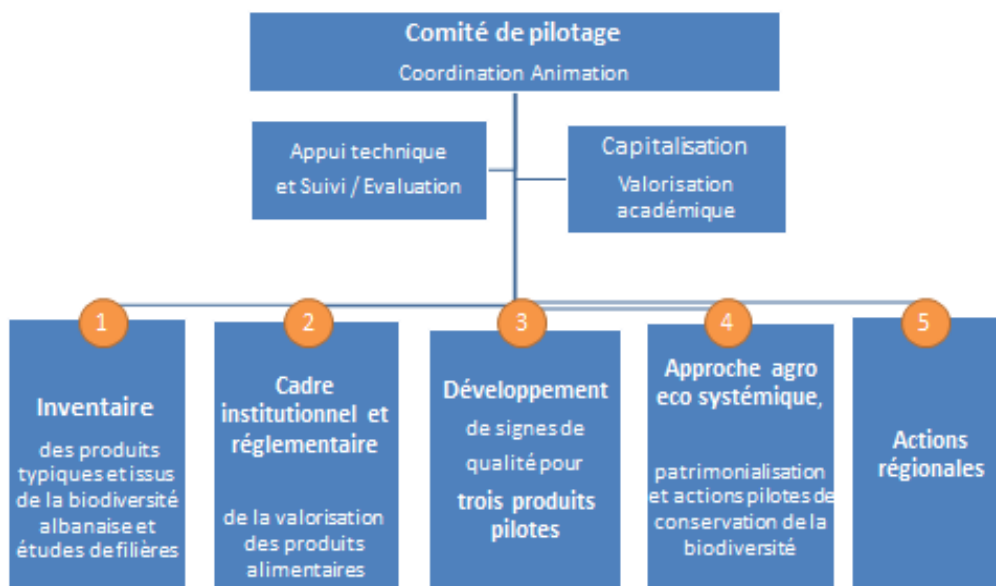 Comité de pilotage
Coordination Animation
Appui technique
et Suivi / Evaluation
Capitalisation
Valorisation
académique
1
Inventaire
des produits
typiques et issus
de la biodiversité
albanaise et
études de filières
2
Cadre
institutionnel et
réglementaire
de la valorisation
des produits
alimentaires
3
Développement
de signes de
qualité pour
trois produits
pilotes
4
Approche agro
eco systémique,
patrimonialisation
et actions pilotes de
conservation de la
biodiversité
5
Actions
régionales